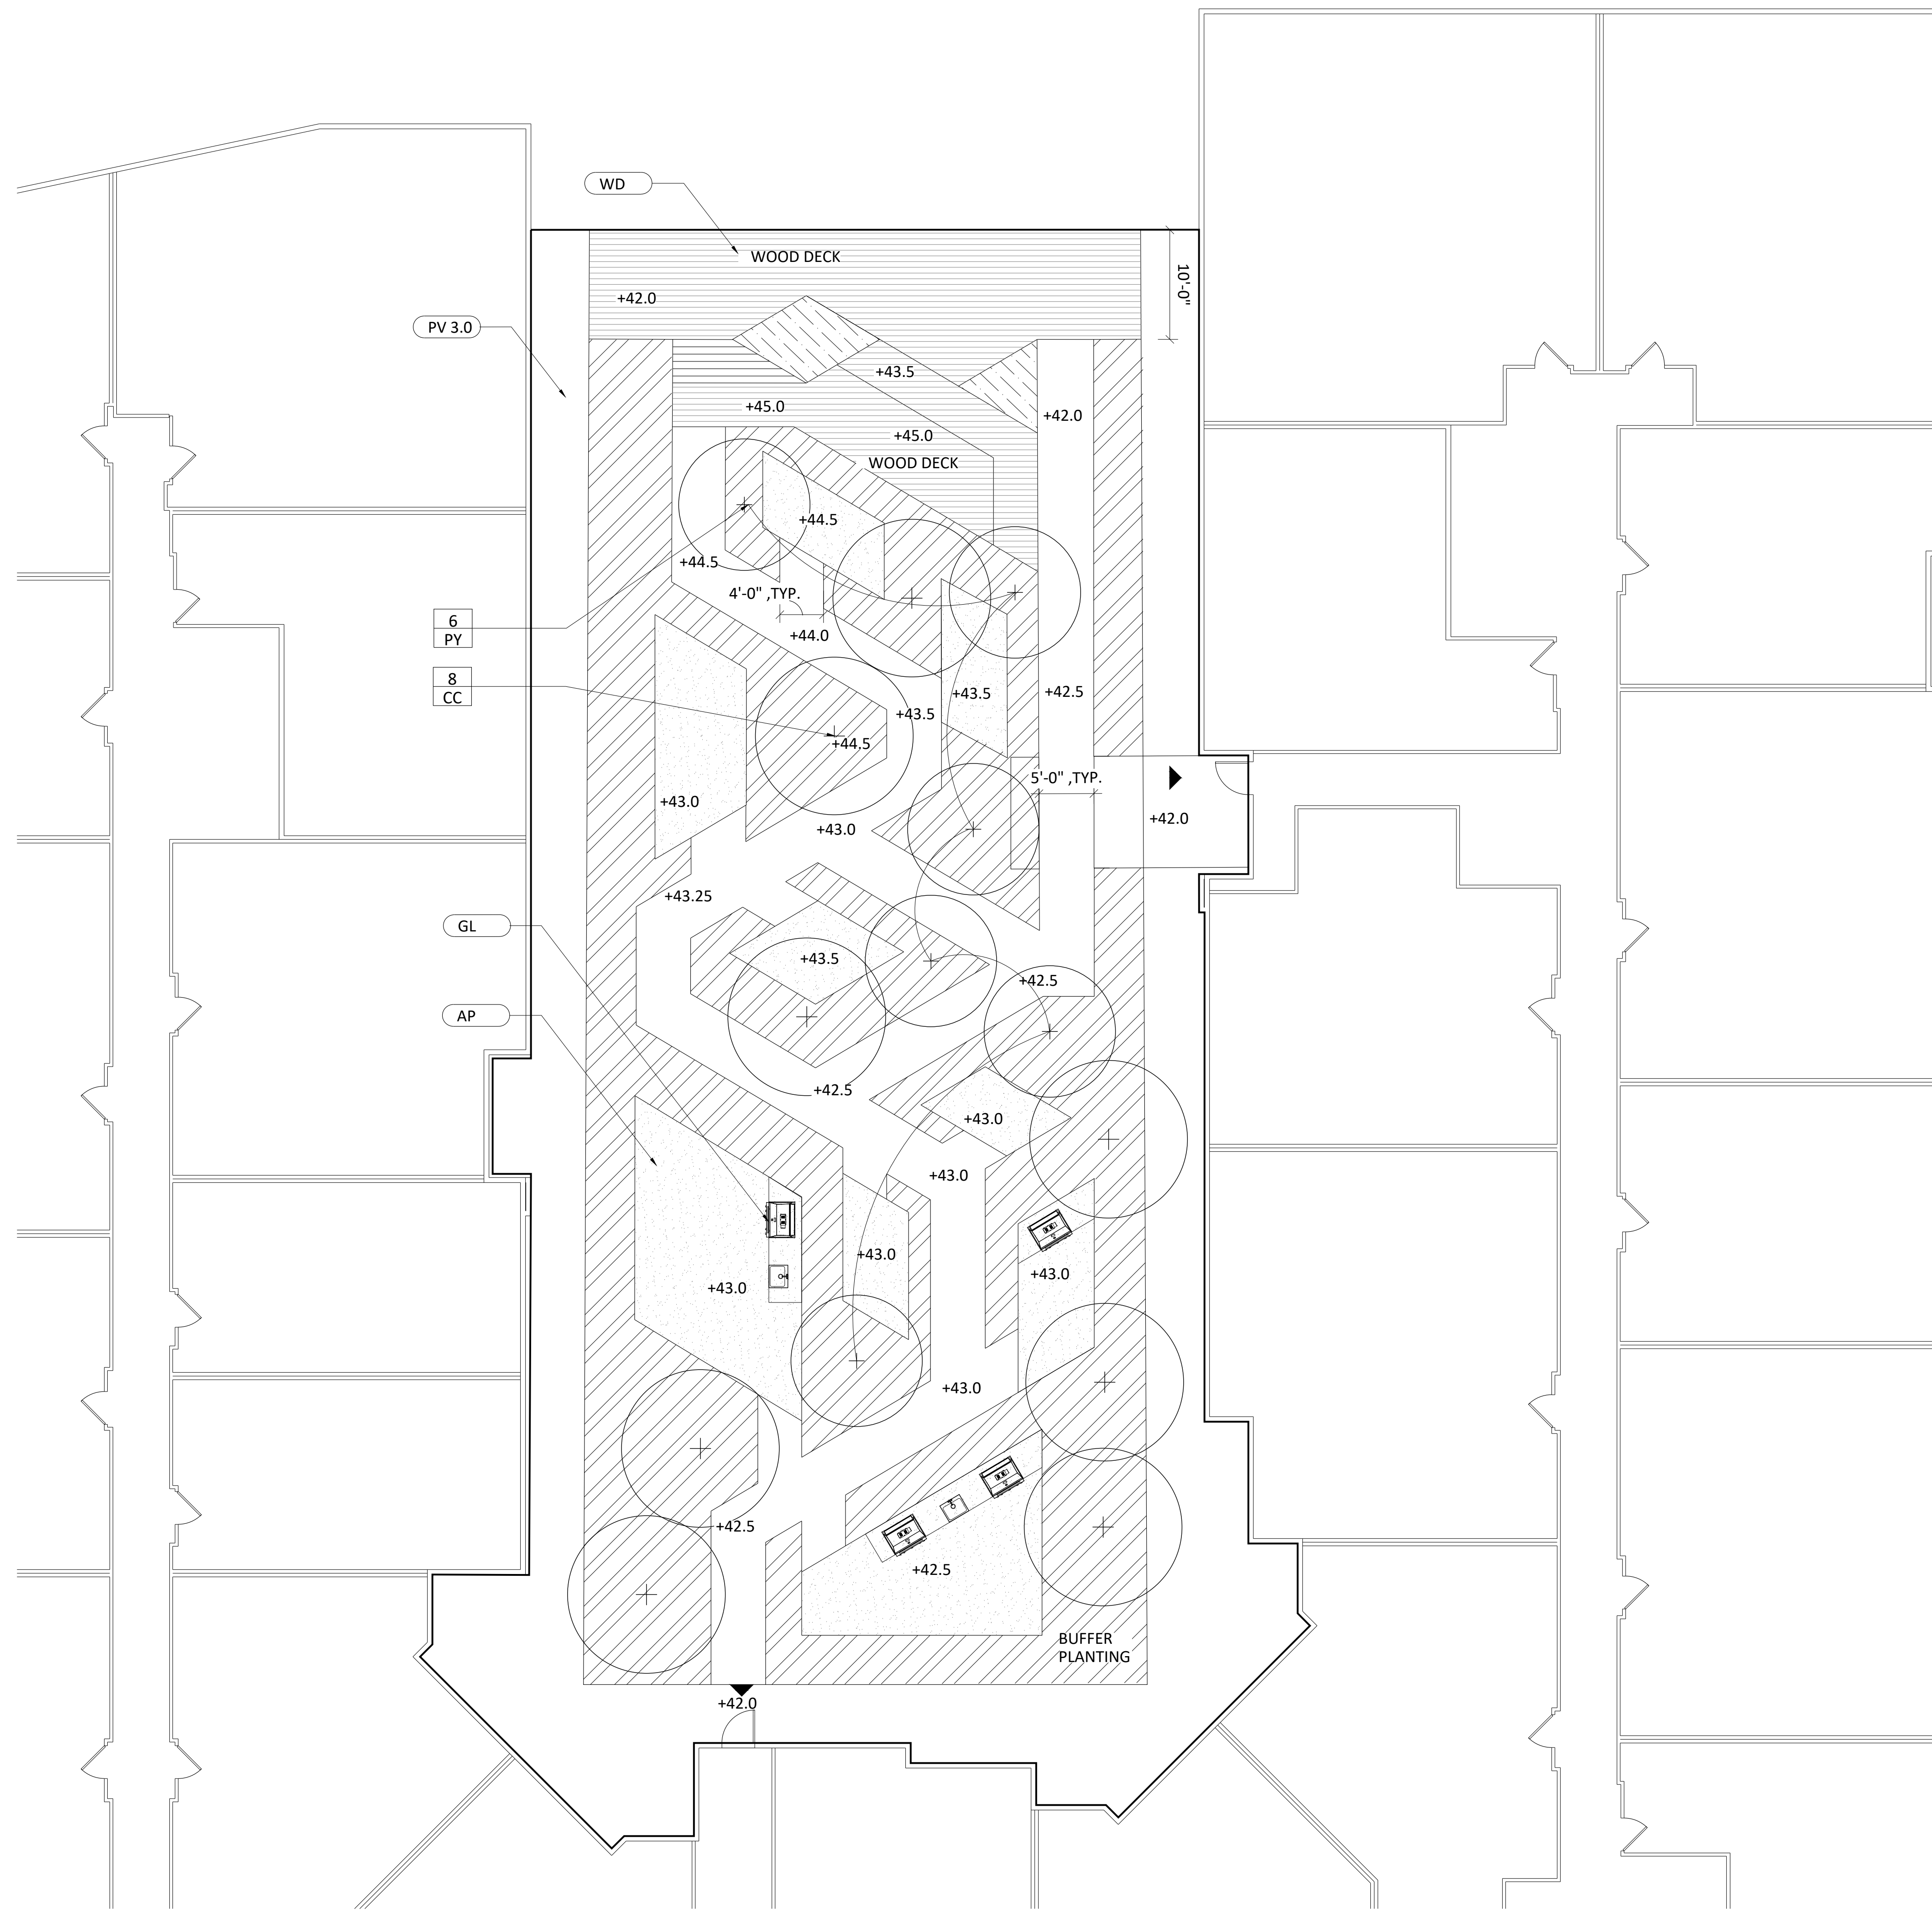 WD
WOOD DECK
10'-0"
+42.0
PV 3.0
+43.5
+45.0
+42.0
+45.0
WOOD DECK
+44.5
+44.5
4'-0" ,TYP.
6
PY
+44.0
8
CC
+43.5
+42.5
+43.5
+44.5
5'-0" ,TYP.
+43.0
+42.0
+43.0
+43.25
GL
+43.5
+42.5
AP
+42.5
+43.0
+43.0
+43.0
+43.0
+43.0
+43.0
+42.5
+42.5
BUFFER
PLANTING
+42.0